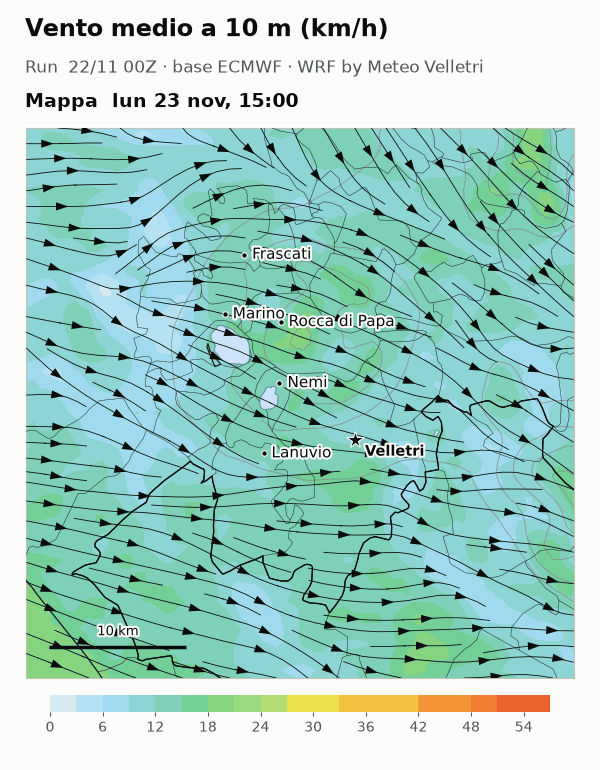 Vento medio a 10 m (km/h)
Run  22/11 00Z · base ECMWF · WRF by Meteo Velletri
Mappa  lun 23 nov, 15:00
Frascati
Marino
Rocca di Papa
Nemi
Velletri
Lanuvio
10 km
0 6 12 18 24 30 36 42 48 54